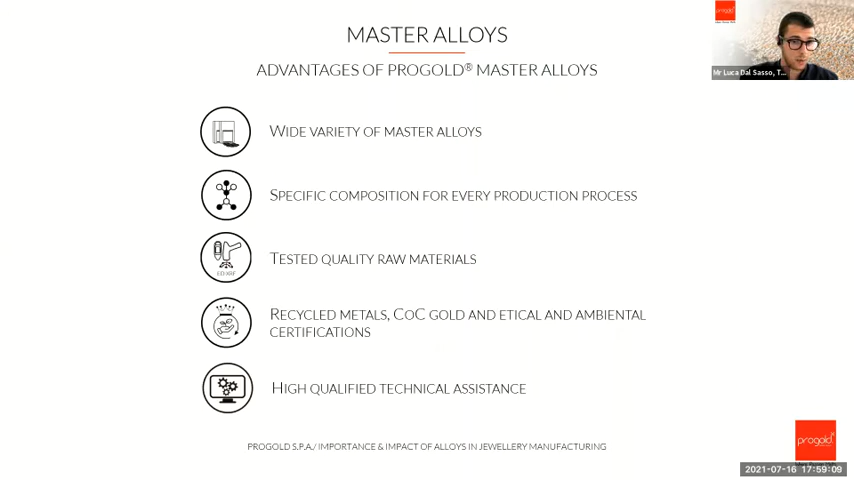 MASTER ALLOYS
ADVANTAGES OF PROGOLD® MASTER ALLOYS
progold
Mr Luca Dal Sasso, T...
WIDE VARIETY OF MASTER ALLOYS
SPECIFIC COMPOSITION FOR EVERY PRODUCTION PROCESS
ED-XRF
TESTED QUALITY RAW MATERIALS
RECYCLED METALS, COC GOLD AND ETICAL AND AMBIENTAL
CERTIFICATIONS
HIGH QUALIFIED TECHNICAL ASSISTANCE
PROGOLD S.P.A./ IMPORTANCE & IMPACT OF ALLOYS IN JEWELLERY MANUFACTURING
progold
2021-07-16 17:59:09